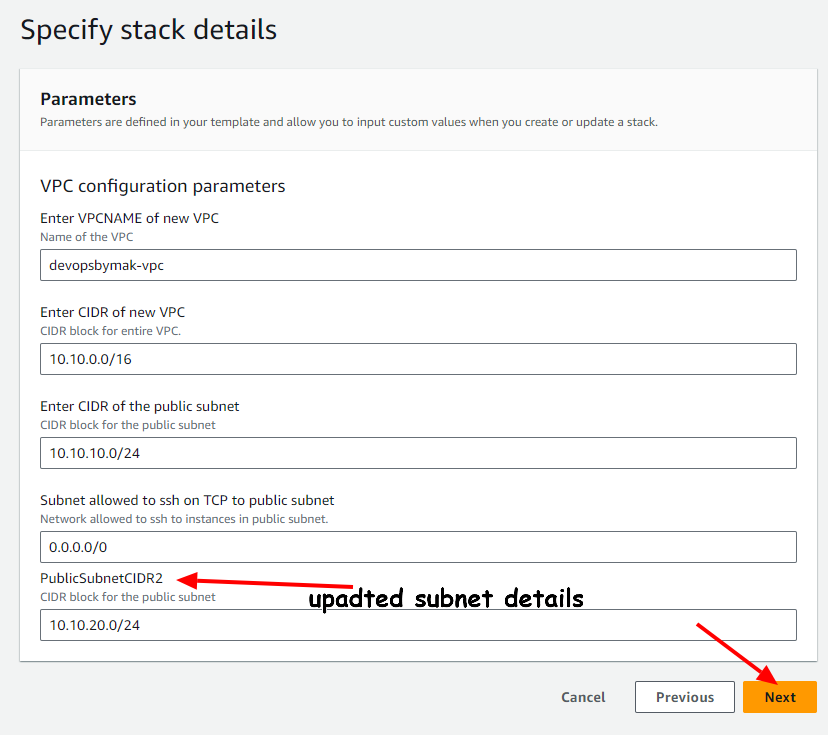 Specify stack details
Parameters
Parameters are defined in your template and allow you to input custom values when you create or update a stack.
VPC configuration parameters
Enter VPCNAME of new VPC
Name of the VPC
devopsbymak-vpc
Enter CIDR of new VPC
CIDR block for entire VPC.
10.10.0.0/16
Enter CIDR of the public subnet
CIDR block for the public subnet
10.10.10.0/24
Subnet allowed to ssh on TCP to public subnet
Network allowed to ssh to instances in public subnet.
0.0.0.0/0
PublicSubnetCIDR2
CIDR block for the public subnet
upadted subnet details
10.10.20.0/24
Cancel
Previous
Next